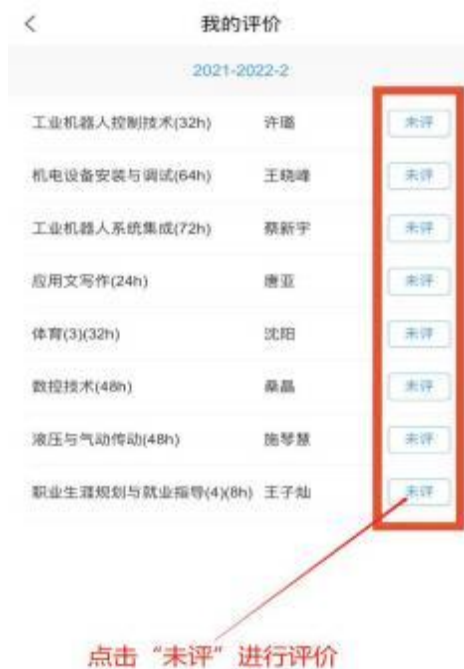 我的评价
2021-2022-2
工业机器人控制技术(32h) 许璐 未评
机电设备安装与调试(64h) 王晓峰 未评
工业机器人系统集成(72h) 蔡新宇 未评
应用文写作(24h) 唐亚 未评
体育(3)(32h) 沈阳 未评
数控技术(48h) 桑晶 未评
液压与气动传动(48h) 施琴慧 未评
职业生涯规划与就业指导(4)(8h) 王子灿 未评
点击“未评”进行评价